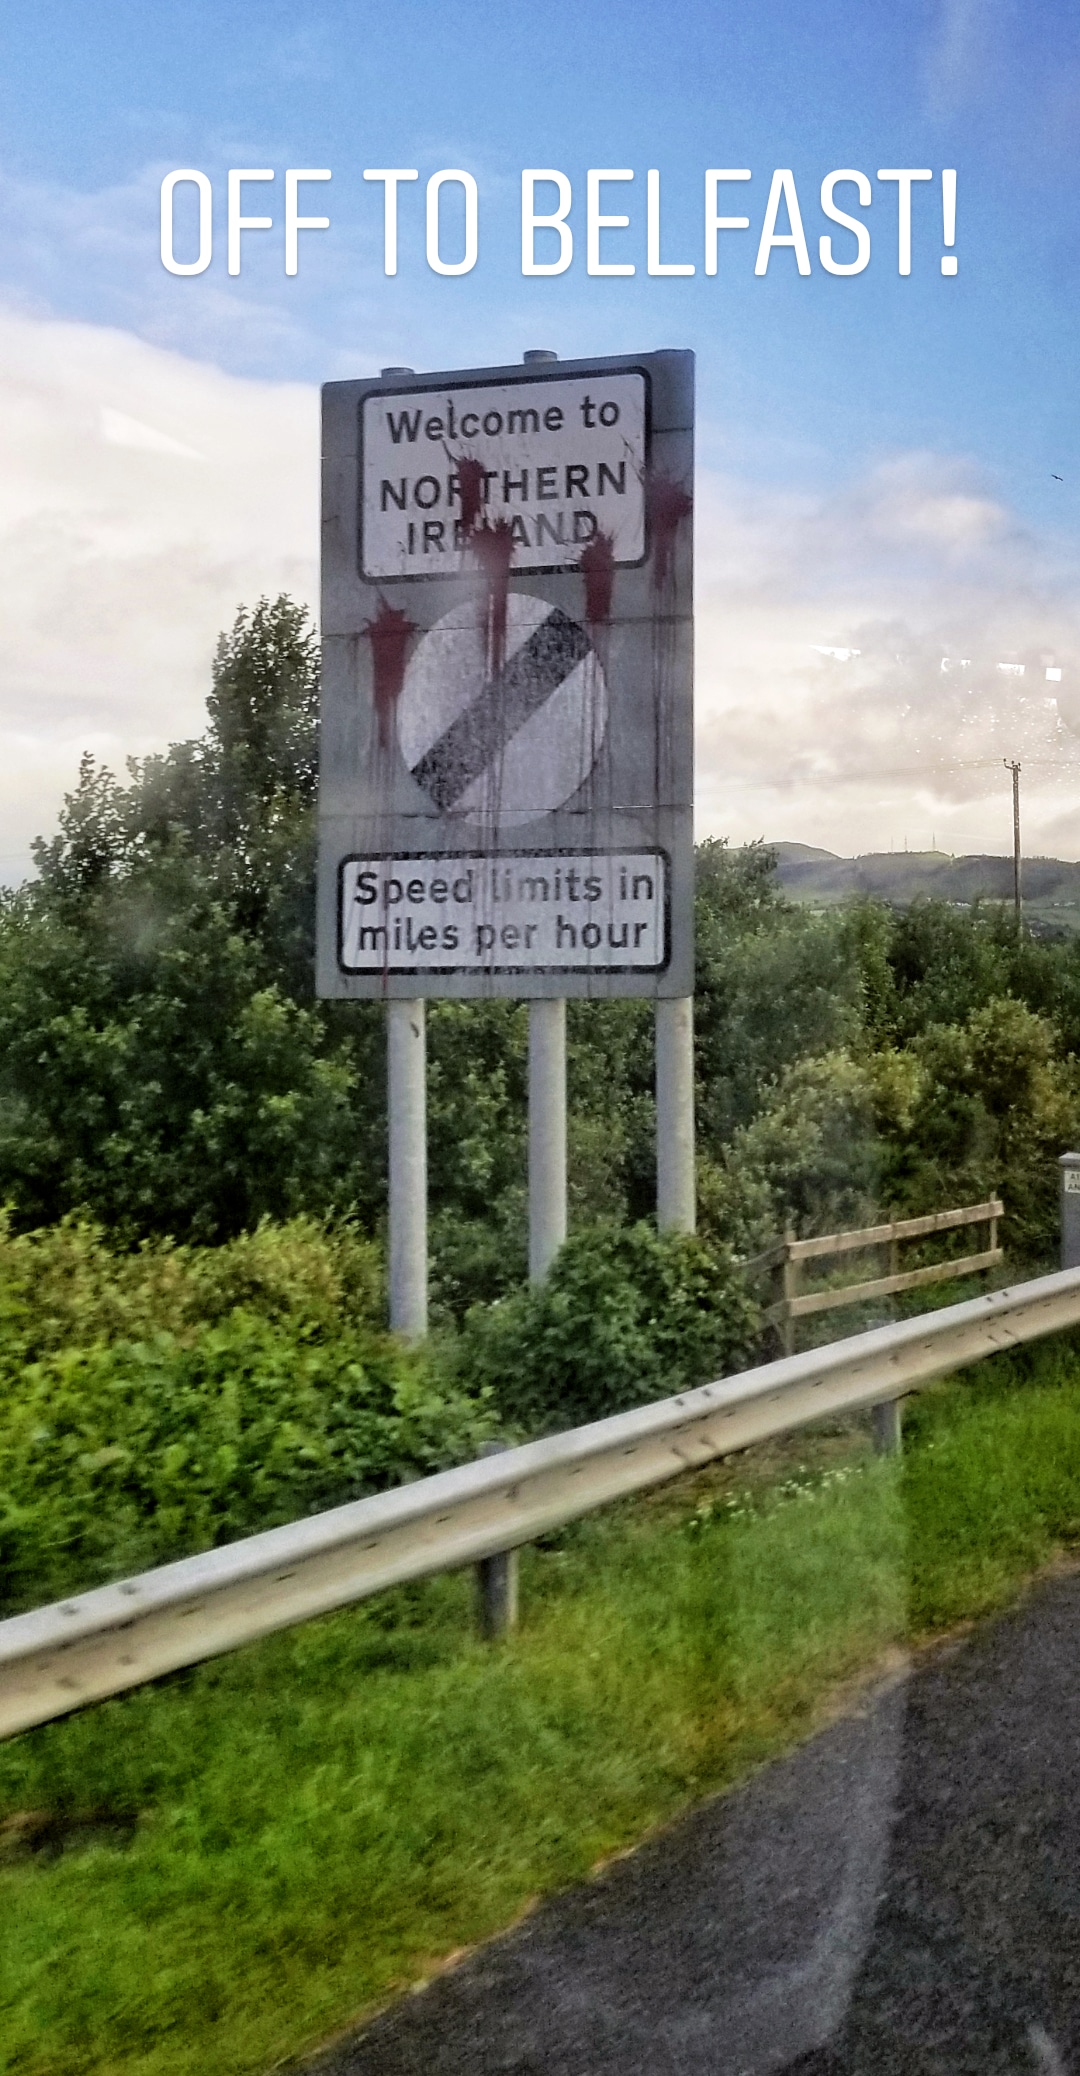 OFF TO BELFAST!
Welcome to
NORTHERN
IRELAND
Speed limits in
miles per hour